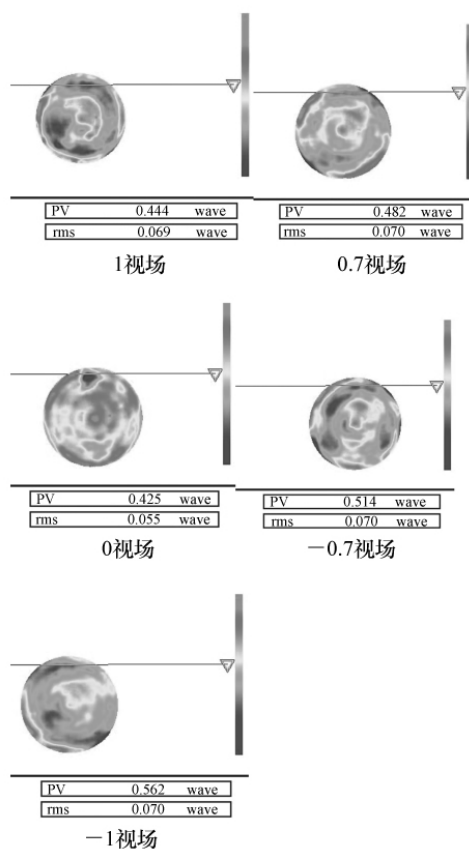 PV 0.444 wave
rms 0.069 wave
1视场
PV 0.482 wave
rms 0.070 wave
0.7视场
PV 0.425 wave
rms 0.055 wave
0视场
PV 0.514 wave
rms 0.070 wave
－0.7视场
PV 0.562 wave
rms 0.070 wave
－1视场